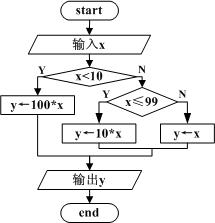 start
输入x
Y
x<10
N
y←100*x
Y
x≤99
N
y←10*x
y←x
输出y
end